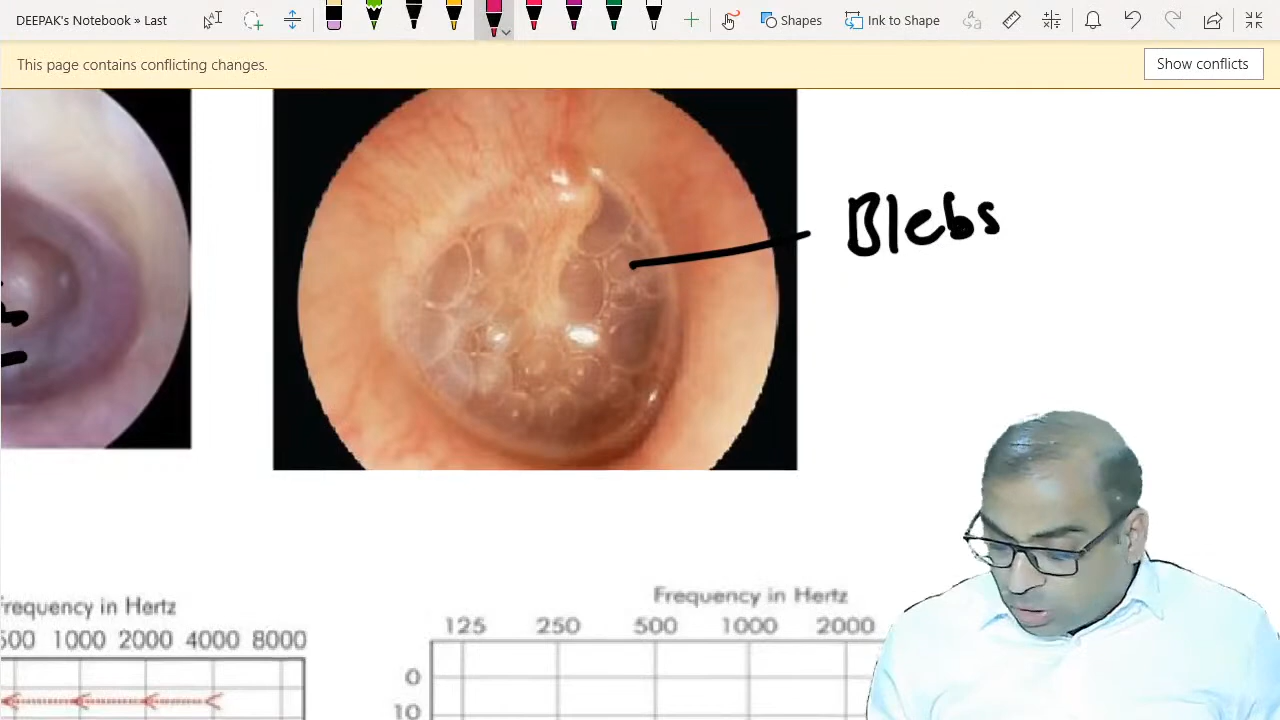 DEEPAK's Notebook » Last
Shapes
Ink to Shape
This page contains conflicting changes.
Show conflicts
Blebs
Frequency in Hertz
1000 2000 4000 8000
Frequency in Hertz
125 250 500 1000 2000
0
10